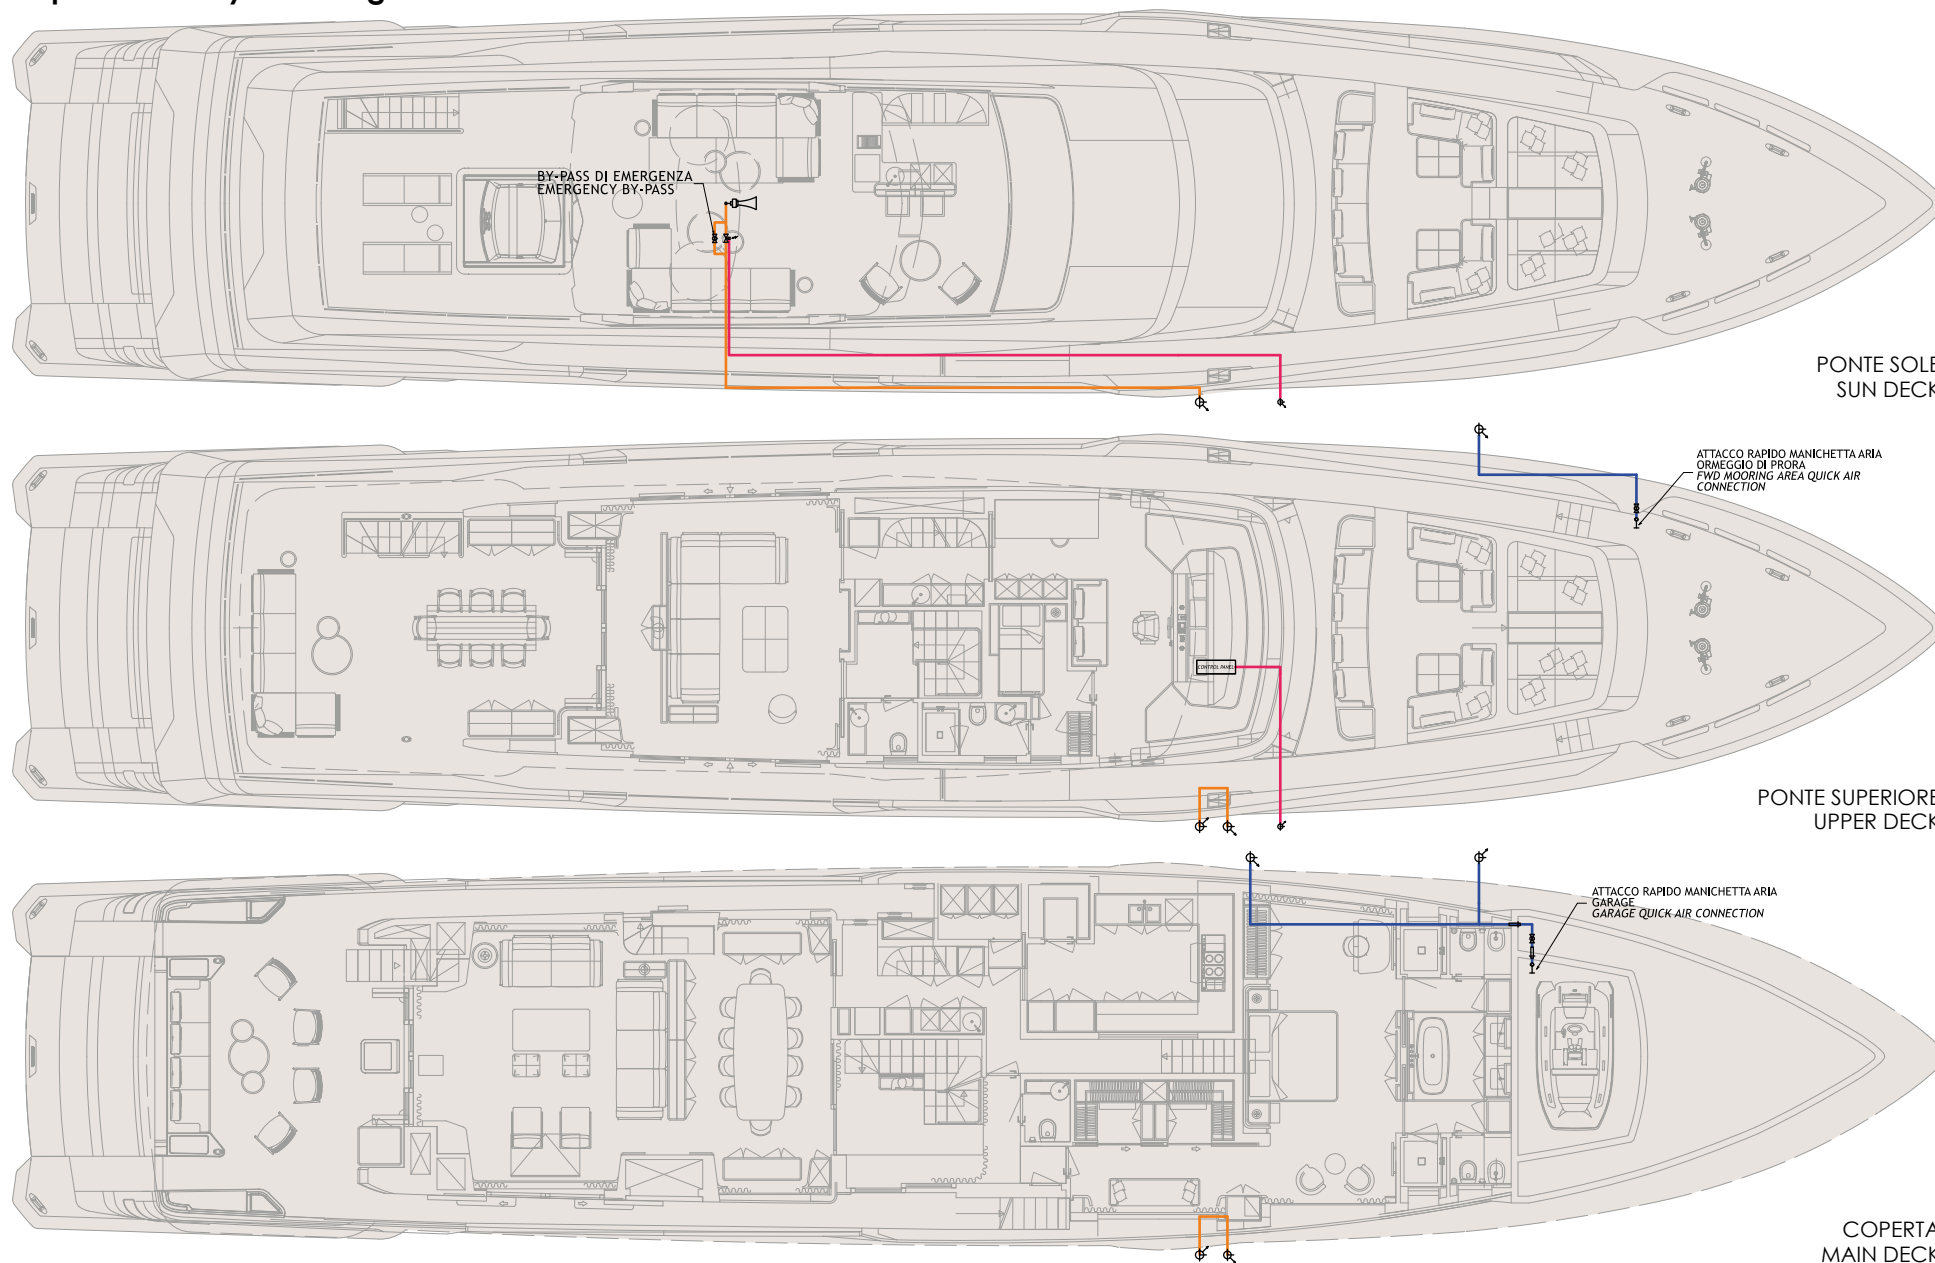 BY-PASS DI EMERGENZA
EMERGENCY BY-PASS
PONTE SOLE
SUN DECK
ATTACCO RAPIDO MANICHETTA ARIA
ORMEGGIO DI PRORA
FWD MOORING AREA QUICK AIR
CONNECTION
CONTROL PANEL
PONTE SUPERIORE
UPPER DECK
ATTACCO RAPIDO MANICHETTA ARIA
GARAGE
GARAGE QUICK AIR CONNECTION
COPERTA
MAIN DECK